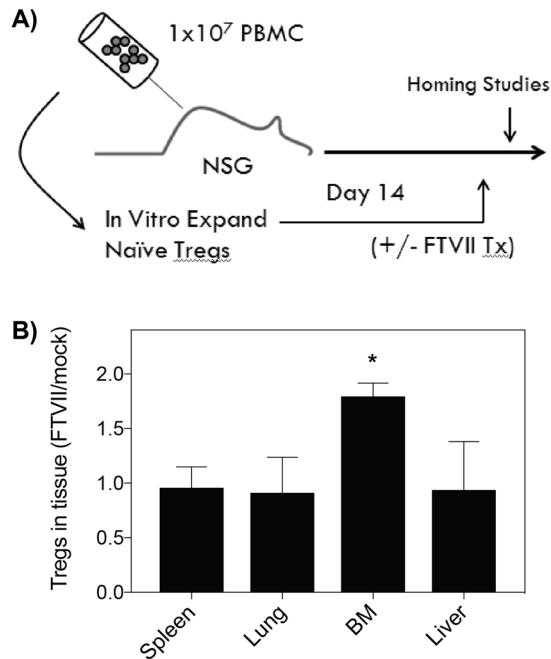 A)
1x10⁷ PBMC
Homing Studies
NSG
Day 14
In Vitro Expand
Naïve Tregs
(+/- FTVII Tx)
B)
Tregs in tissue (FTVII/mock)
2.0
1.5
1.0
0.5
0.0
*
Spleen
Lung
BM
Liver